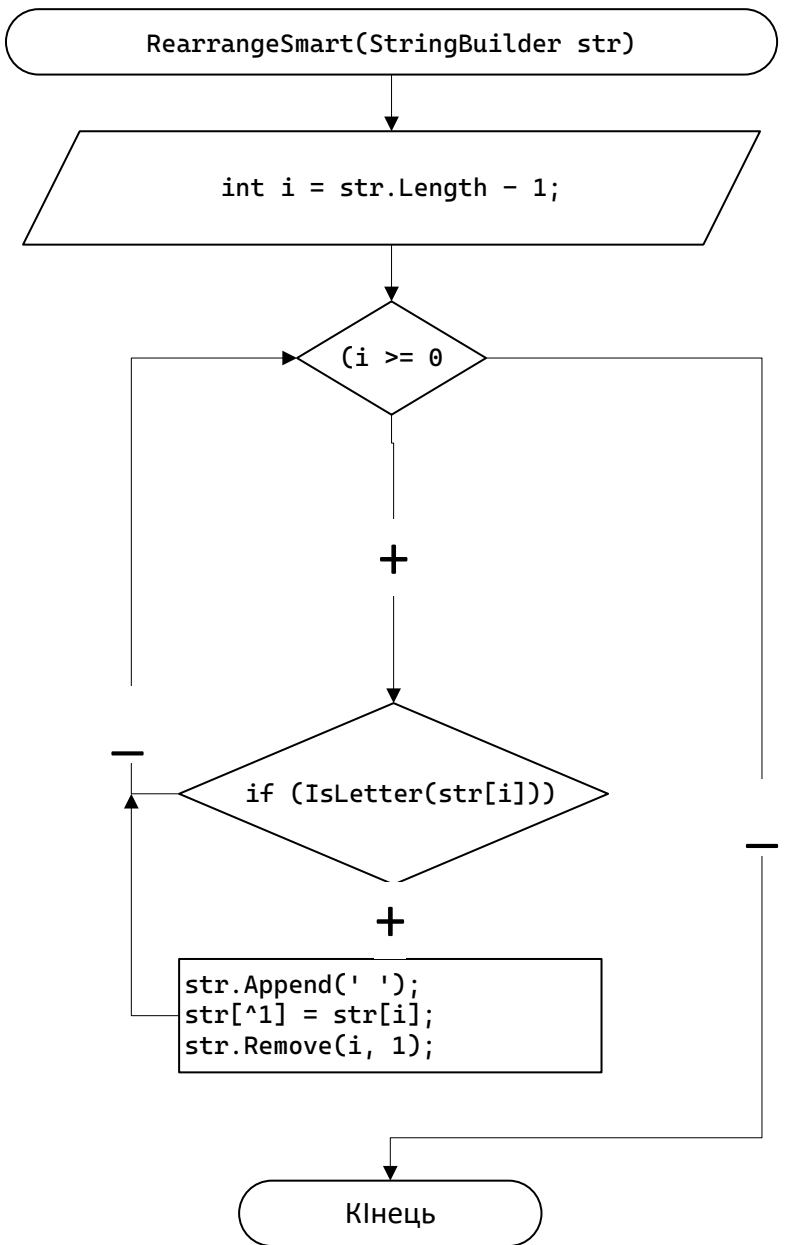 RearrangeSmart(StringBuilder str)
int i = str.Length - 1;
(i >= 0
+
−
if (IsLetter(str[i]))
−
+
str.Append(' ');
str[^1] = str[i];
str.Remove(i, 1);
КІнець